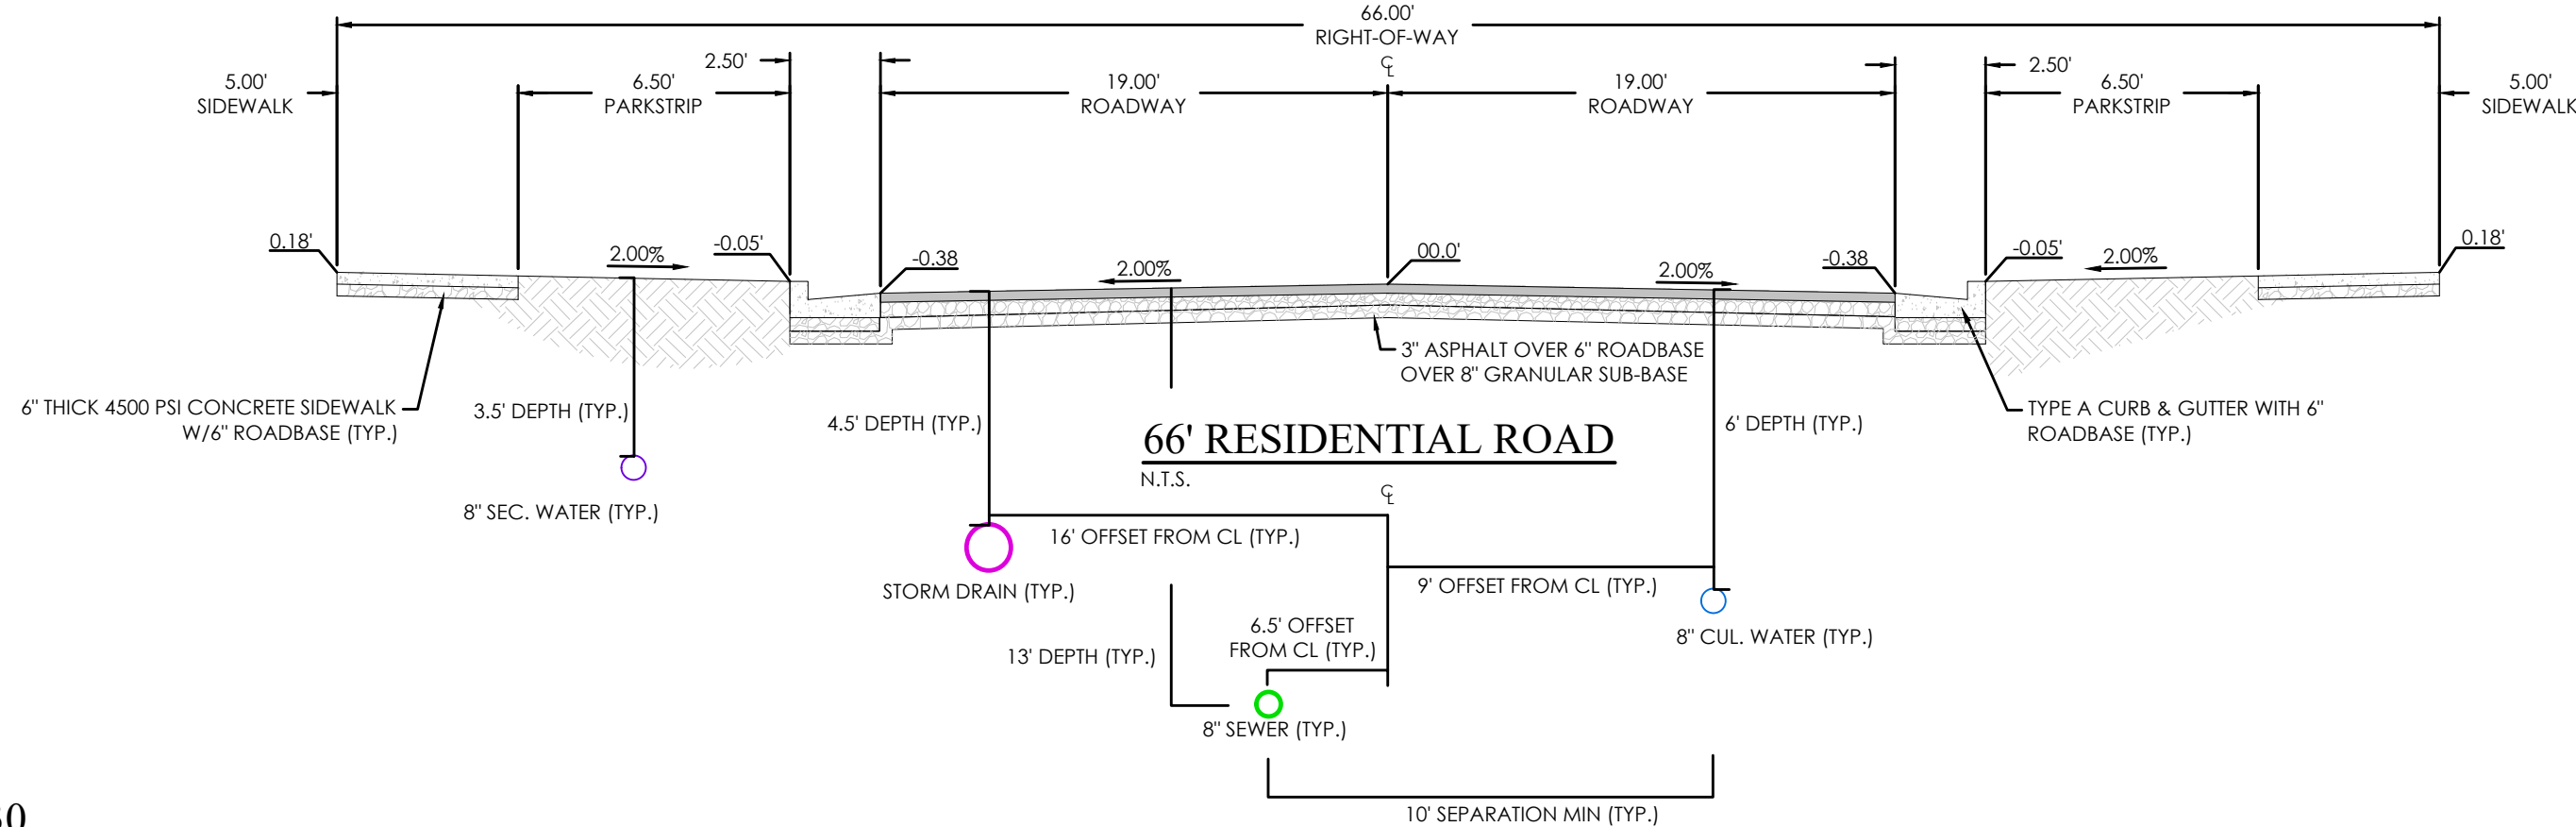 66.00'
RIGHT-OF-WAY
℄
2.50'
2.50'
5.00'
SIDEWALK
6.50'
PARKSTRIP
19.00'
ROADWAY
19.00'
ROADWAY
6.50'
PARKSTRIP
5.00'
SIDEWALK
0.18'
2.00%
-0.05'
-0.38
2.00%
00.0'
2.00%
-0.38
-0.05'
2.00%
0.18'
3" ASPHALT OVER 6" ROADBASE
OVER 8" GRANULAR SUB-BASE
6" THICK 4500 PSI CONCRETE SIDEWALK
W/6" ROADBASE (TYP.)
3.5' DEPTH (TYP.)
4.5' DEPTH (TYP.)
6' DEPTH (TYP.)
TYPE A CURB & GUTTER WITH 6"
ROADBASE (TYP.)
66' RESIDENTIAL ROAD
N.T.S.
℄
8" SEC. WATER (TYP.)
16' OFFSET FROM CL (TYP.)
STORM DRAIN (TYP.)
9' OFFSET FROM CL (TYP.)
6.5' OFFSET
FROM CL (TYP.)
8" CUL. WATER (TYP.)
13' DEPTH (TYP.)
8" SEWER (TYP.)
10' SEPARATION MIN (TYP.)